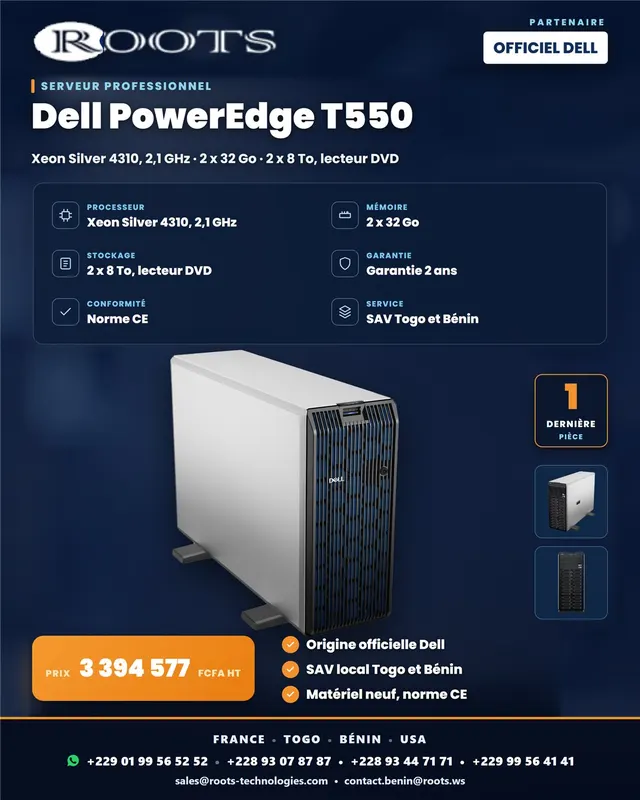 ROOTS
PARTENAIRE
OFFICIEL DELL
SERVEUR PROFESSIONNEL
Dell PowerEdge T550
Xeon Silver 4310, 2,1 GHz · 2 x 32 Go · 2 x 8 To, lecteur DVD
PROCESSEUR
Xeon Silver 4310, 2,1 GHz
MÉMOIRE
2 x 32 Go
STOCKAGE
2 x 8 To, lecteur DVD
GARANTIE
Garantie 2 ans
CONFORMITÉ
Norme CE
SERVICE
SAV Togo et Bénin
1
DERNIÈRE
PIÈCE
DELL
PRIX 3 394 577 FCFA HT
Origine officielle Dell
SAV local Togo et Bénin
Matériel neuf, norme CE
FRANCE • TOGO • BÉNIN • USA
+229 01 99 56 52 52 • +228 93 07 87 87 • +228 93 44 71 71 • +229 99 56 41 41
sales@roots-technologies.com • contact.benin@roots.ws